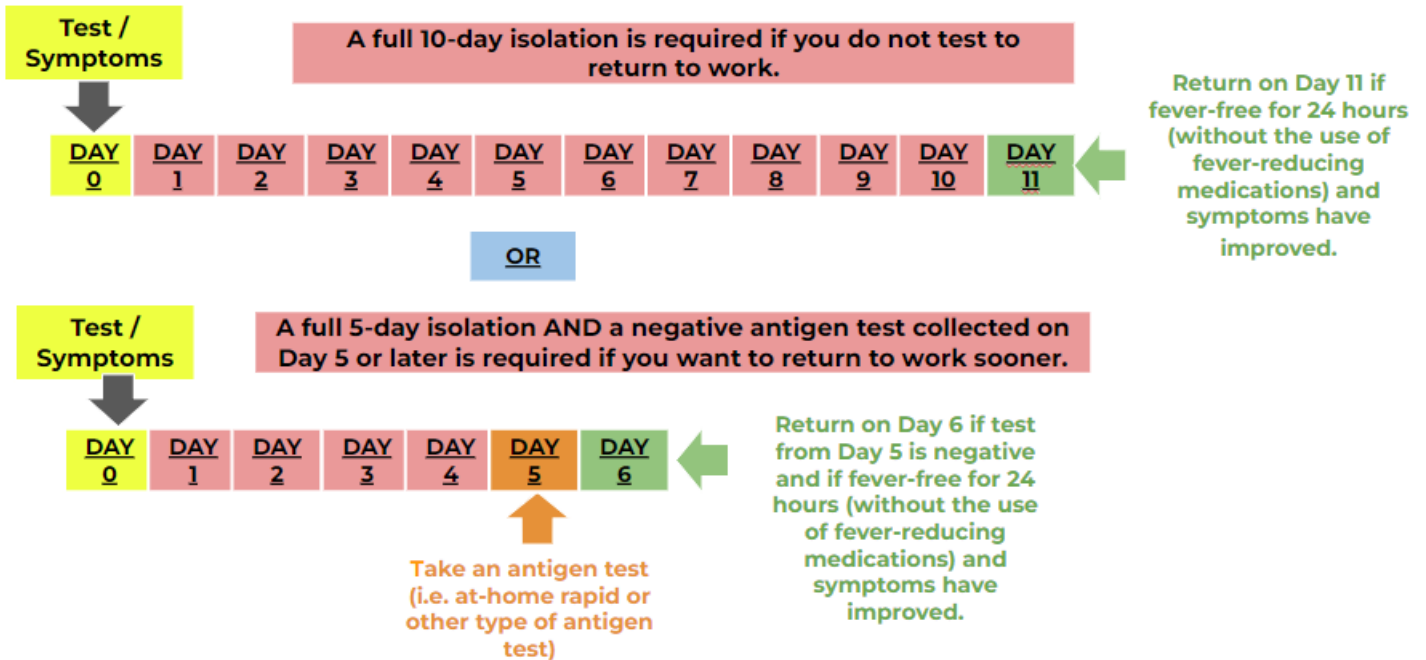 Test /
Symptoms
A full 10-day isolation is required if you do not test to
return to work.
Return on Day 11 if
fever-free for 24 hours
(without the use of
fever-reducing
medications) and
symptoms have
improved.
DAY 0 DAY 1 DAY 2 DAY 3 DAY 4 DAY 5 DAY 6 DAY 7 DAY 8 DAY 9 DAY 10 DAY 11
OR
Test /
Symptoms
A full 5-day isolation AND a negative antigen test collected on
Day 5 or later is required if you want to return to work sooner.
DAY 0 DAY 1 DAY 2 DAY 3 DAY 4 DAY 5 DAY 6
Return on Day 6 if test
from Day 5 is negative
and if fever-free for 24
hours (without the use
of fever-reducing
medications) and
symptoms have
improved.
Take an antigen test
(i.e. at-home rapid or
other type of antigen
test)